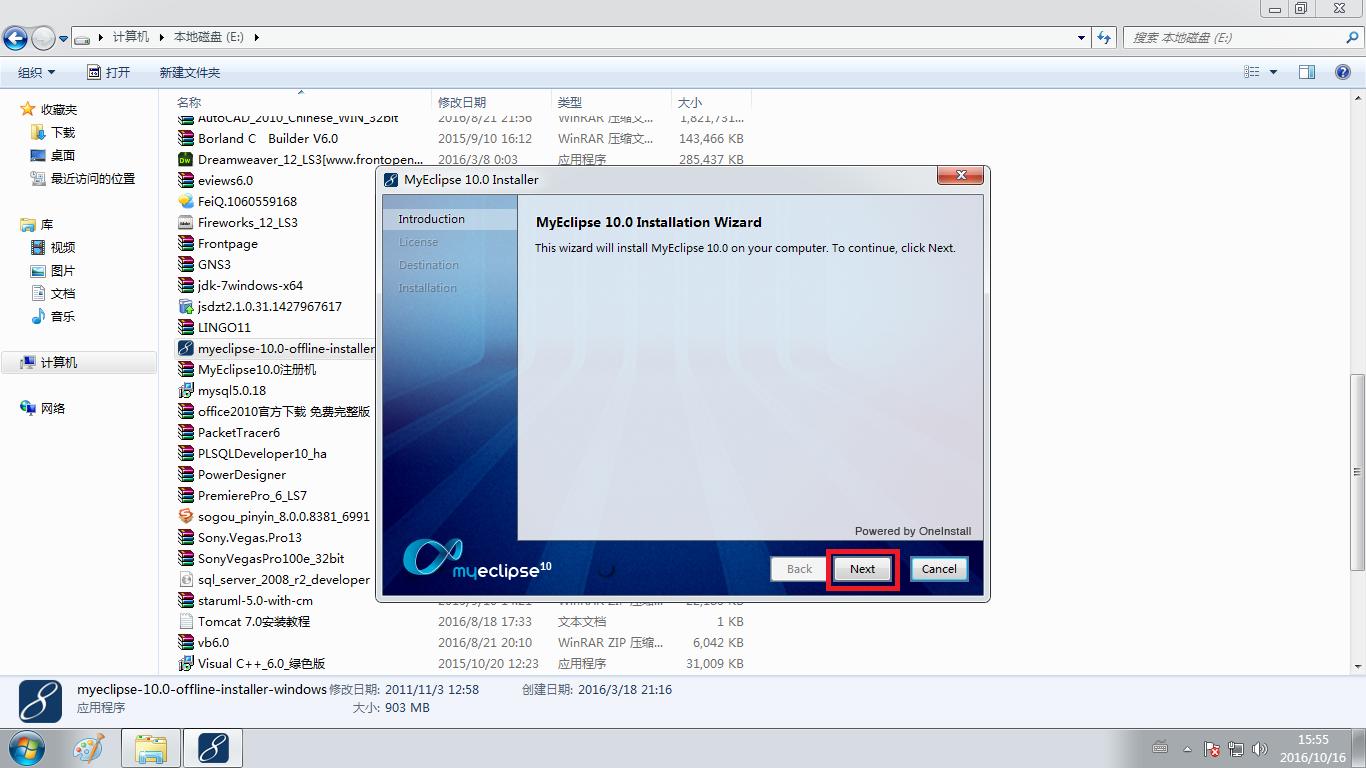 计算机 本地磁盘 (E:)
搜索 本地磁盘 (E:)
组织 打开 新建文件夹
名称 修改日期 类型 大小
收藏夹
下载
桌面
最近访问的位置
库
视频
图片
文档
音乐
计算机
网络
AutoCAD_2010_Chinese_WIN_32bit 2016/8/21 21:56 WinRAR 压缩文... 1,821,731...
Borland C Builder V6.0 2015/9/10 16:12 WinRAR 压缩文... 143,466 KB
Dreamweaver_12_LS3[www.frontopen... 2016/3/8 0:03 应用程序 285,437 KB
eviews6.0
FeiQ.1060559168
Fireworks_12_LS3
Frontpage
GNS3
jdk-7windows-x64
jsdzt2.1.0.31.1427967617
LINGO11
myeclipse-10.0-offline-installer
MyEclipse10.0注册机
mysql5.0.18
office2010官方下载 免费完整版
PacketTracer6
PLSQLDeveloper10_ha
PowerDesigner
PremierePro_6_LS7
sogou_pinyin_8.0.0.8381_6991
Sony.Vegas.Pro13
SonyVegasPro100e_32bit
sql_server_2008_r2_developer
staruml-5.0-with-cm
Tomcat 7.0安装教程 2016/8/18 17:33 文本文档 1 KB
vb6.0 2016/8/21 20:10 WinRAR ZIP 压缩... 6,042 KB
Visual C++_6.0_绿色版 2015/10/20 12:23 应用程序 31,009 KB
MyEclipse 10.0 Installer
Introduction
License
Destination
Installation
MyEclipse 10.0 Installation Wizard
This wizard will install MyEclipse 10.0 on your computer. To continue, click Next.
Powered by OneInstall
myeclipse10
Back Next Cancel
myeclipse-10.0-offline-installer-windows 修改日期: 2011/11/3 12:58 创建日期: 2016/3/18 21:16
应用程序 大小: 903 MB
15:55
2016/10/16